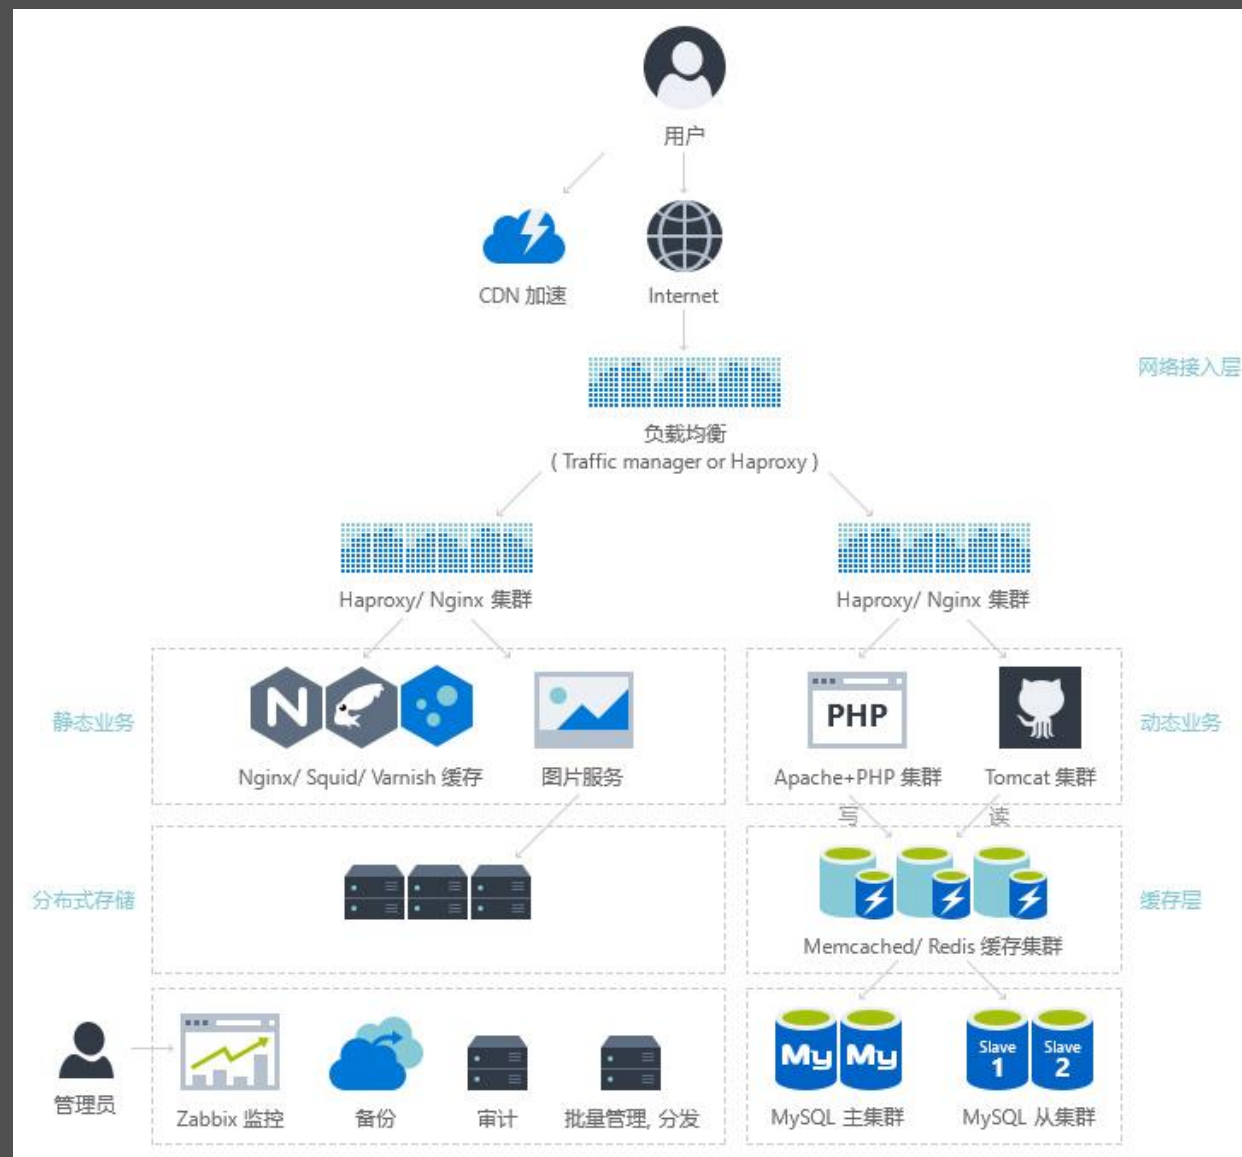 用户
CDN 加速
Internet
网络接入层
负载均衡
( Traffic manager or Haproxy )
Haproxy/ Nginx 集群
Haproxy/ Nginx 集群
静态业务
N
PHP
动态业务
Nginx/ Squid/ Varnish 缓存
图片服务
Apache+PHP 集群
Tomcat 集群
写
读
分布式存储
缓存层
Memcached/ Redis 缓存集群
My
My
Slave
1
Slave
2
管理员
Zabbix 监控
备份
审计
批量管理, 分发
MySQL 主集群
MySQL 从集群